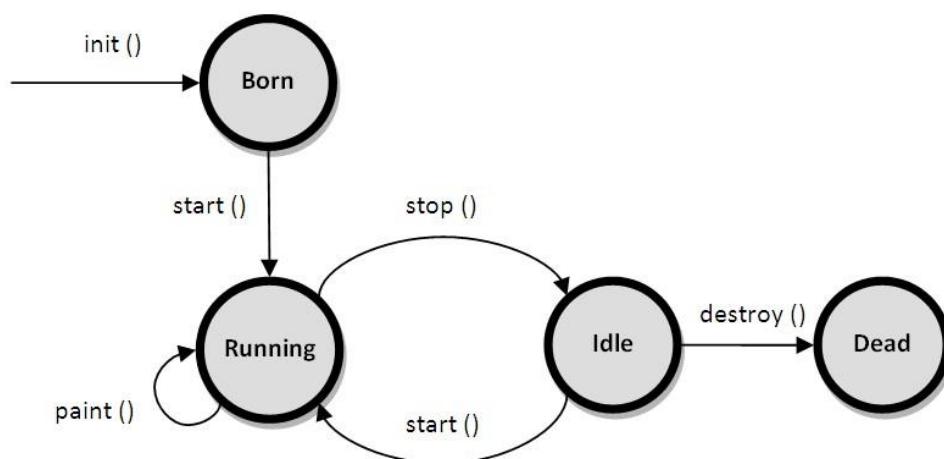 init ()
Born
start ()
stop ()
Running
Idle
destroy ()
Dead
paint ()
start ()